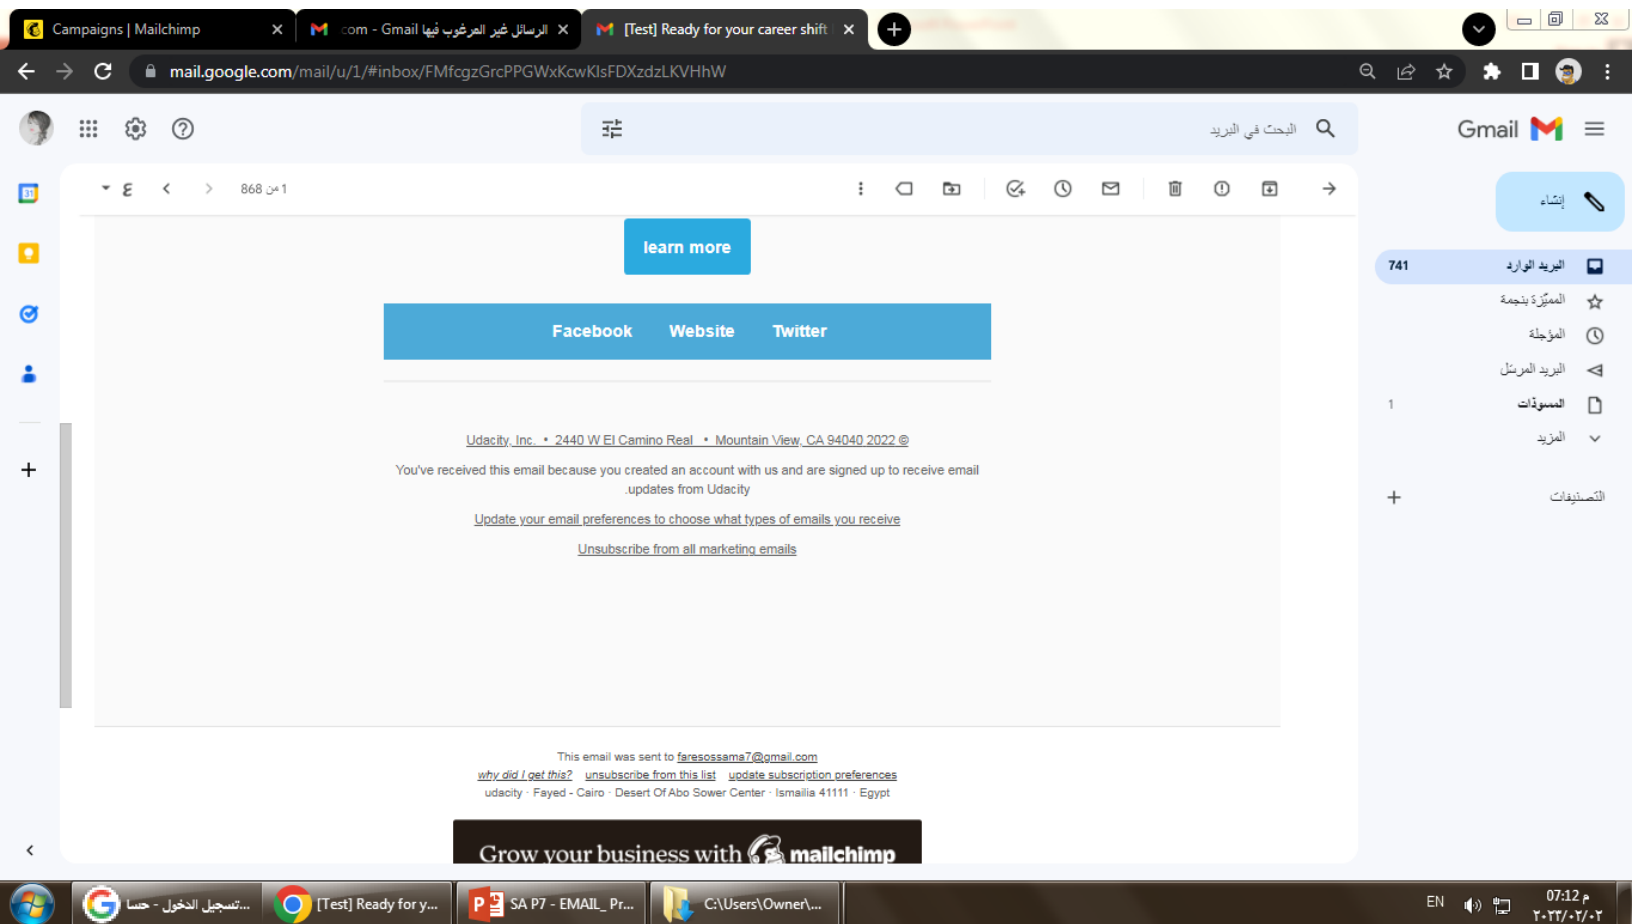 Campaigns | Mailchimp
com - Gmail الرسائل غير المرغوب فيها
[Test] Ready for your career shift
mail.google.com/mail/u/1/#inbox/FMfcgzGrcPPGWxKcwKlsFDXzdzLKVHhW
البحث في البريد
Gmail
ع
1 من 868
إنشاء
البريد الوارد 741
المميّزة بنجمة
المؤجلة
البريد المرسَل
المسودّات 1
المزيد
التصنيفات
learn more
Facebook Website Twitter
Udacity, Inc. • 2440 W El Camino Real • Mountain View, CA 94040 2022 ©
You've received this email because you created an account with us and are signed up to receive email
.updates from Udacity
Update your email preferences to choose what types of emails you receive
Unsubscribe from all marketing emails
This email was sent to faresossama7@gmail.com
why did I get this? unsubscribe from this list update subscription preferences
udacity · Fayed - Cairo · Desert Of Abo Sower Center · Ismailia 41111 · Egypt
Grow your business with mailchimp
تسجيل الدخول - حسا...
[Test] Ready for y...
SA P7 - EMAIL_ Pr...
C:\Users\Owner\...
EN
07:12 م
٢٠٢٣/٠٢/٠٢